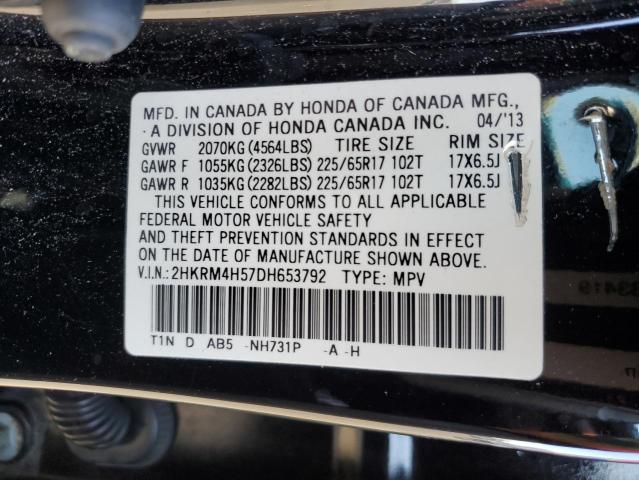 MFD. IN CANADA BY HONDA OF CANADA MFG.,
A DIVISION OF HONDA CANADA INC. 04/'13
GVWR 2070KG (4564LBS) TIRE SIZE RIM SIZE
GAWR F 1055KG (2326LBS) 225/65R17 102T 17X6.5J
GAWR R 1035KG (2282LBS) 225/65R17 102T 17X6.5J
THIS VEHICLE CONFORMS TO ALL APPLICABLE
FEDERAL MOTOR VEHICLE SAFETY
AND THEFT PREVENTION STANDARDS IN EFFECT
ON THE DATE OF MANUFACTURE SHOWN ABOVE.
V.I.N.: 2HKRM4H57DH653792 TYPE: MPV
T1N D AB5 -NH731P -A -H